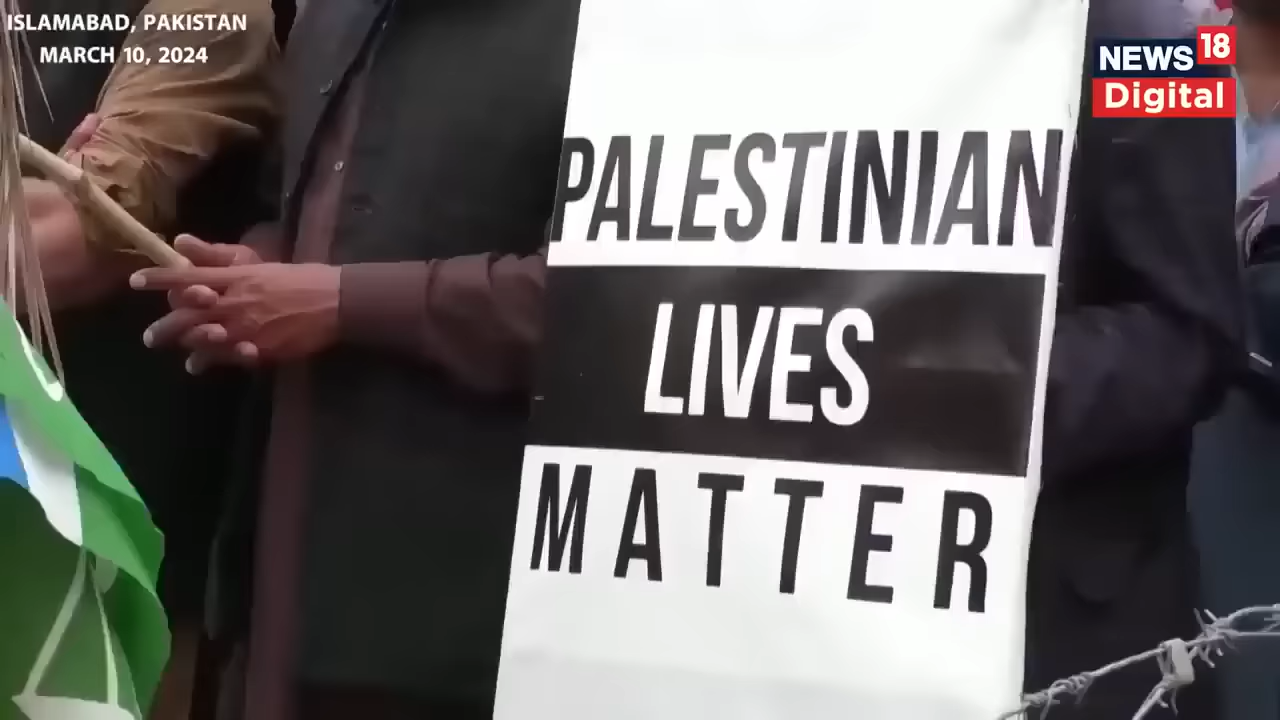 ISLAMABAD, PAKISTAN
MARCH 10, 2024
NEWS 18
Digital
PALESTINIAN
LIVES
MATTER